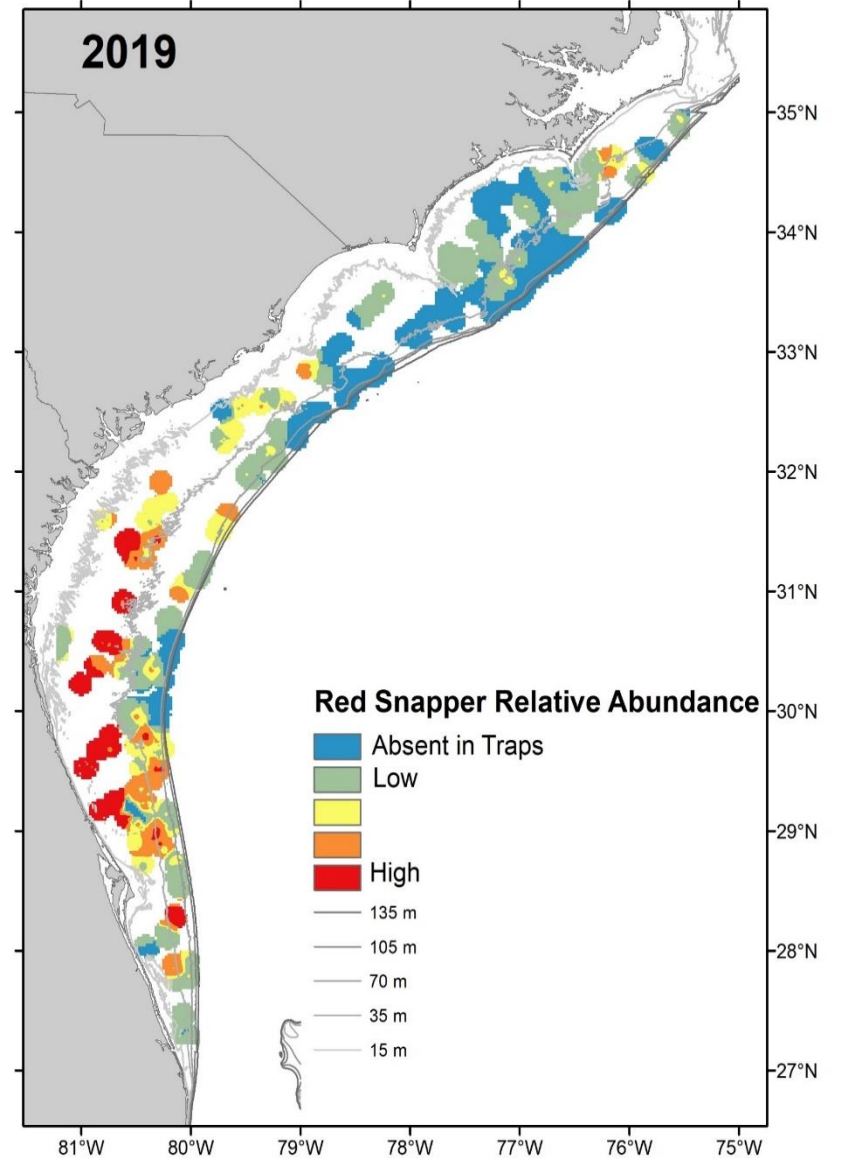 2019
35°N
34°N
33°N
32°N
31°N
30°N
29°N
28°N
27°N
Red Snapper Relative Abundance
Absent in Traps
Low
High
135 m
105 m
70 m
35 m
15 m
81°W 80°W 79°W 78°W 77°W 76°W 75°W